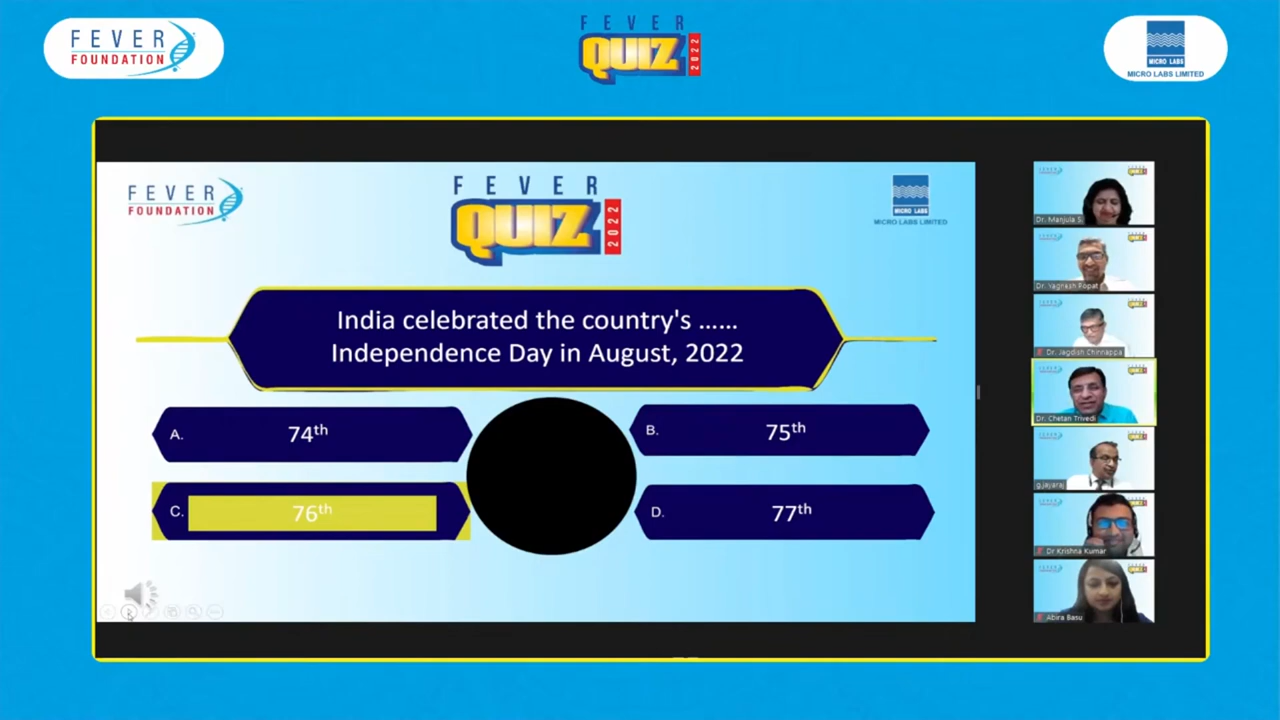 FEVER
FOUNDATION
FEVER
QUIZ
2022
MICRO LABS
MICRO LABS LIMITED
FEVER
FOUNDATION
FEVER
QUIZ
2022
MICRO LABS
MICRO LABS LIMITED
India celebrated the country's ......
Independence Day in August, 2022
A. 74th
B. 75th
C. 76th
D. 77th
Dr. Manjula S
Dr. Yagnesh Popat
Dr. Jagdish Chinnappa
Dr. Chetan Trivedi
g.jayaraj
Dr Krishna Kumar
Abira Basu